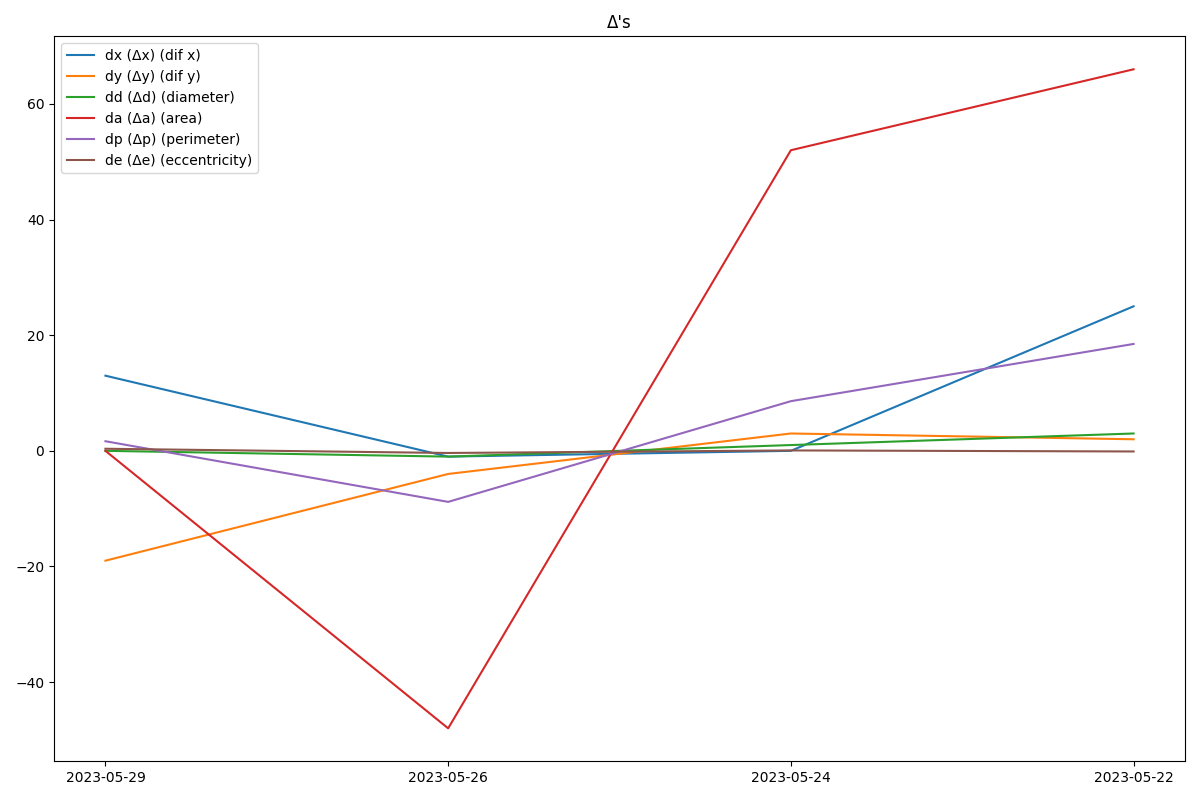 Δ's
dx (Δx) (dif x)
dy (Δy) (dif y)
dd (Δd) (diameter)
da (Δa) (area)
dp (Δp) (perimeter)
de (Δe) (eccentricity)
60
40
20
0
−20
−40
2023-05-29 2023-05-26 2023-05-24 2023-05-22